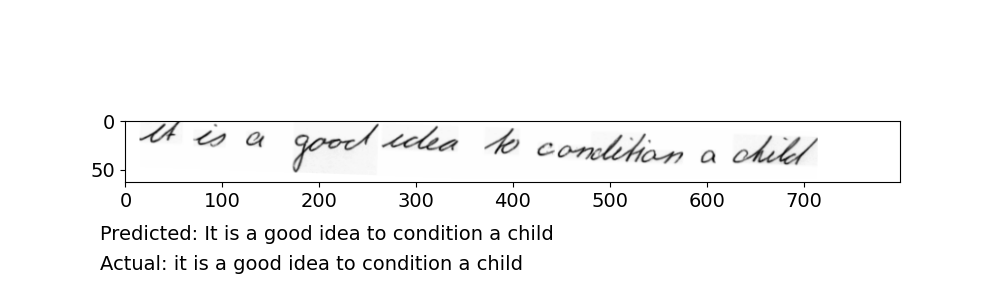 0
it is a good idea to condition a child
50
0 100 200 300 400 500 600 700
Predicted: It is a good idea to condition a child
Actual: it is a good idea to condition a child